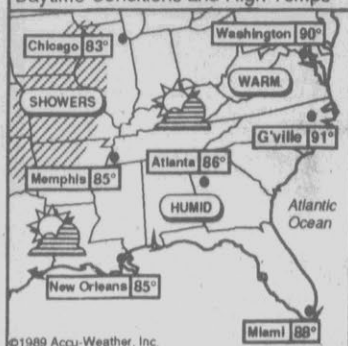 Daytime Conditions and High Temps
Chicago 83°
Washington 90°
SHOWERS
WARM
G'ville 91°
Memphis 85°
Atlanta 86°
HUMID
Atlantic
Ocean
New Orleans 85°
Miami 88°
©1989 Accu-Weather, Inc.